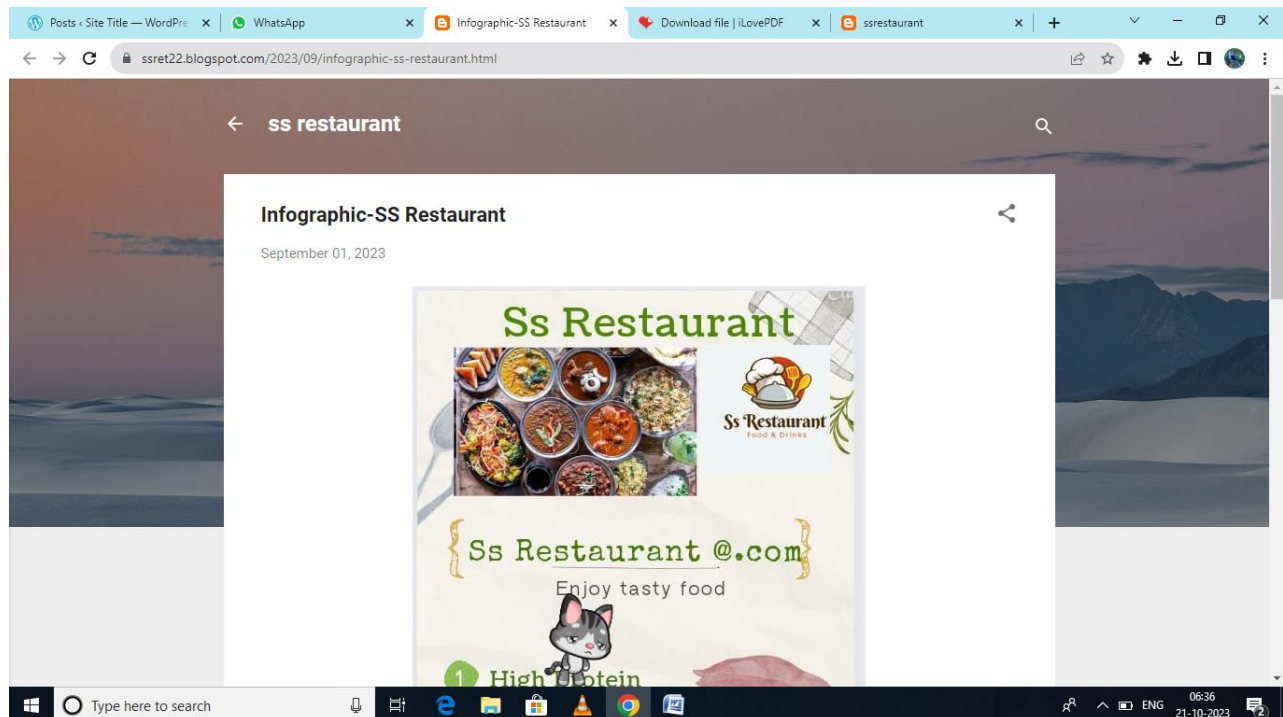 Posts ‹ Site Title — WordPre
WhatsApp
Infographic-SS Restaurant
Download file | iLovePDF
ssrestaurant
ssret22.blogspot.com/2023/09/infographic-ss-restaurant.html
ss restaurant
Infographic-SS Restaurant
September 01, 2023
Ss Restaurant
Ss Restaurant
Food & Drinks
{Ss Restaurant @.com}
Enjoy tasty food
1 High Protein
Type here to search
ENG
06:36
21-10-2023
2